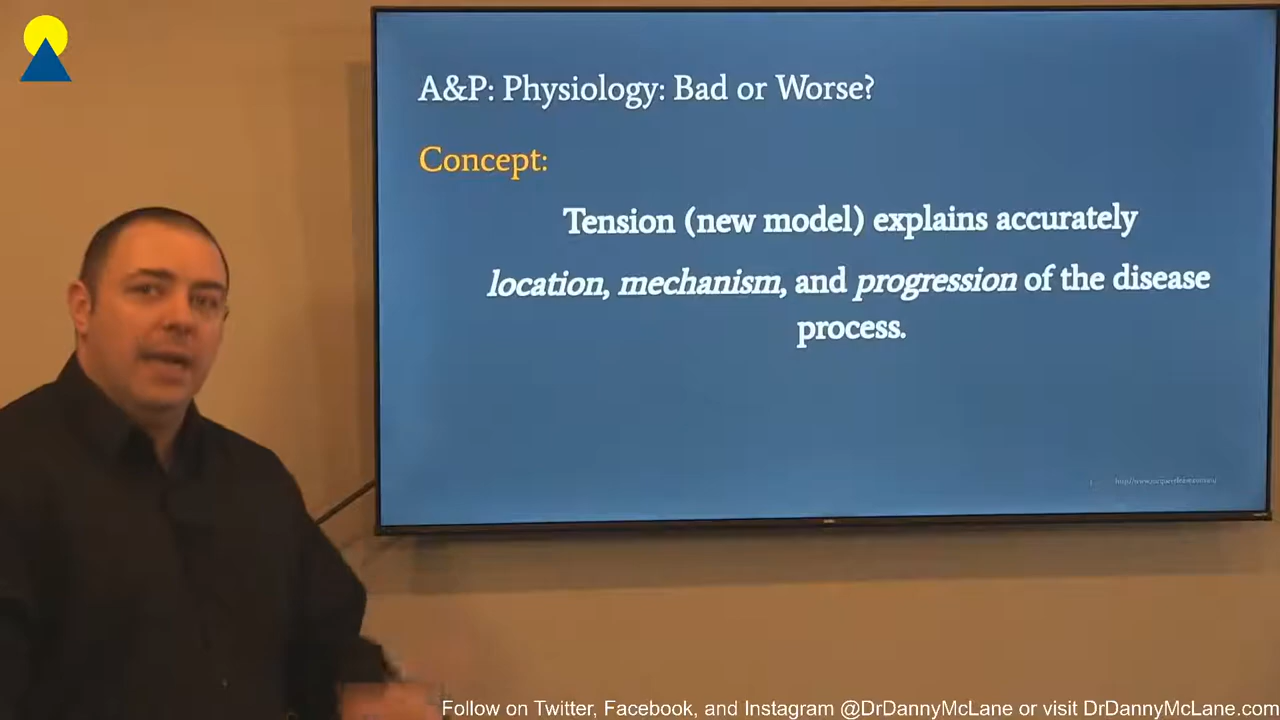 A&P: Physiology: Bad or Worse?
Concept:
Tension (new model) explains accurately
location, mechanism, and progression of the disease
process.
Follow on Twitter, Facebook, and Instagram @DrDannyMcLane or visit DrDannyMcLane.com